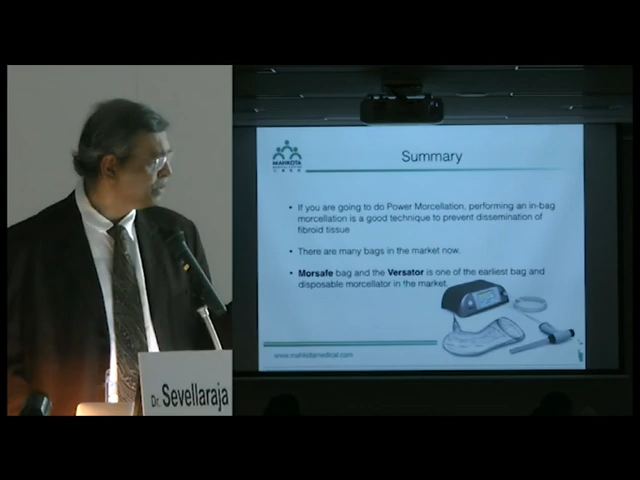 MAHKOTA
Summary
• If you are going to do Power Morcellation, performing an in-bag
morcellation is a good technique to prevent dissemination of
fibroid tissue
• There are many bags in the market now.
• Morsafe bag and the Versator is one of the earliest bag and
disposable morcellator in the market.
www.mahkotamedical.com
Dr. Sevellaraja